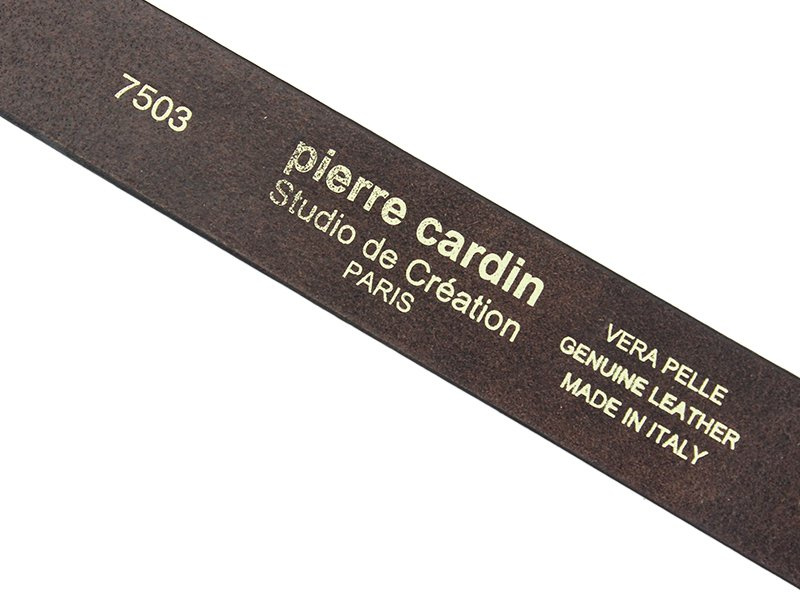 7503
pierre cardin
Studio de Création
PARIS
VERA PELLE
GENUINE LEATHER
MADE IN ITALY